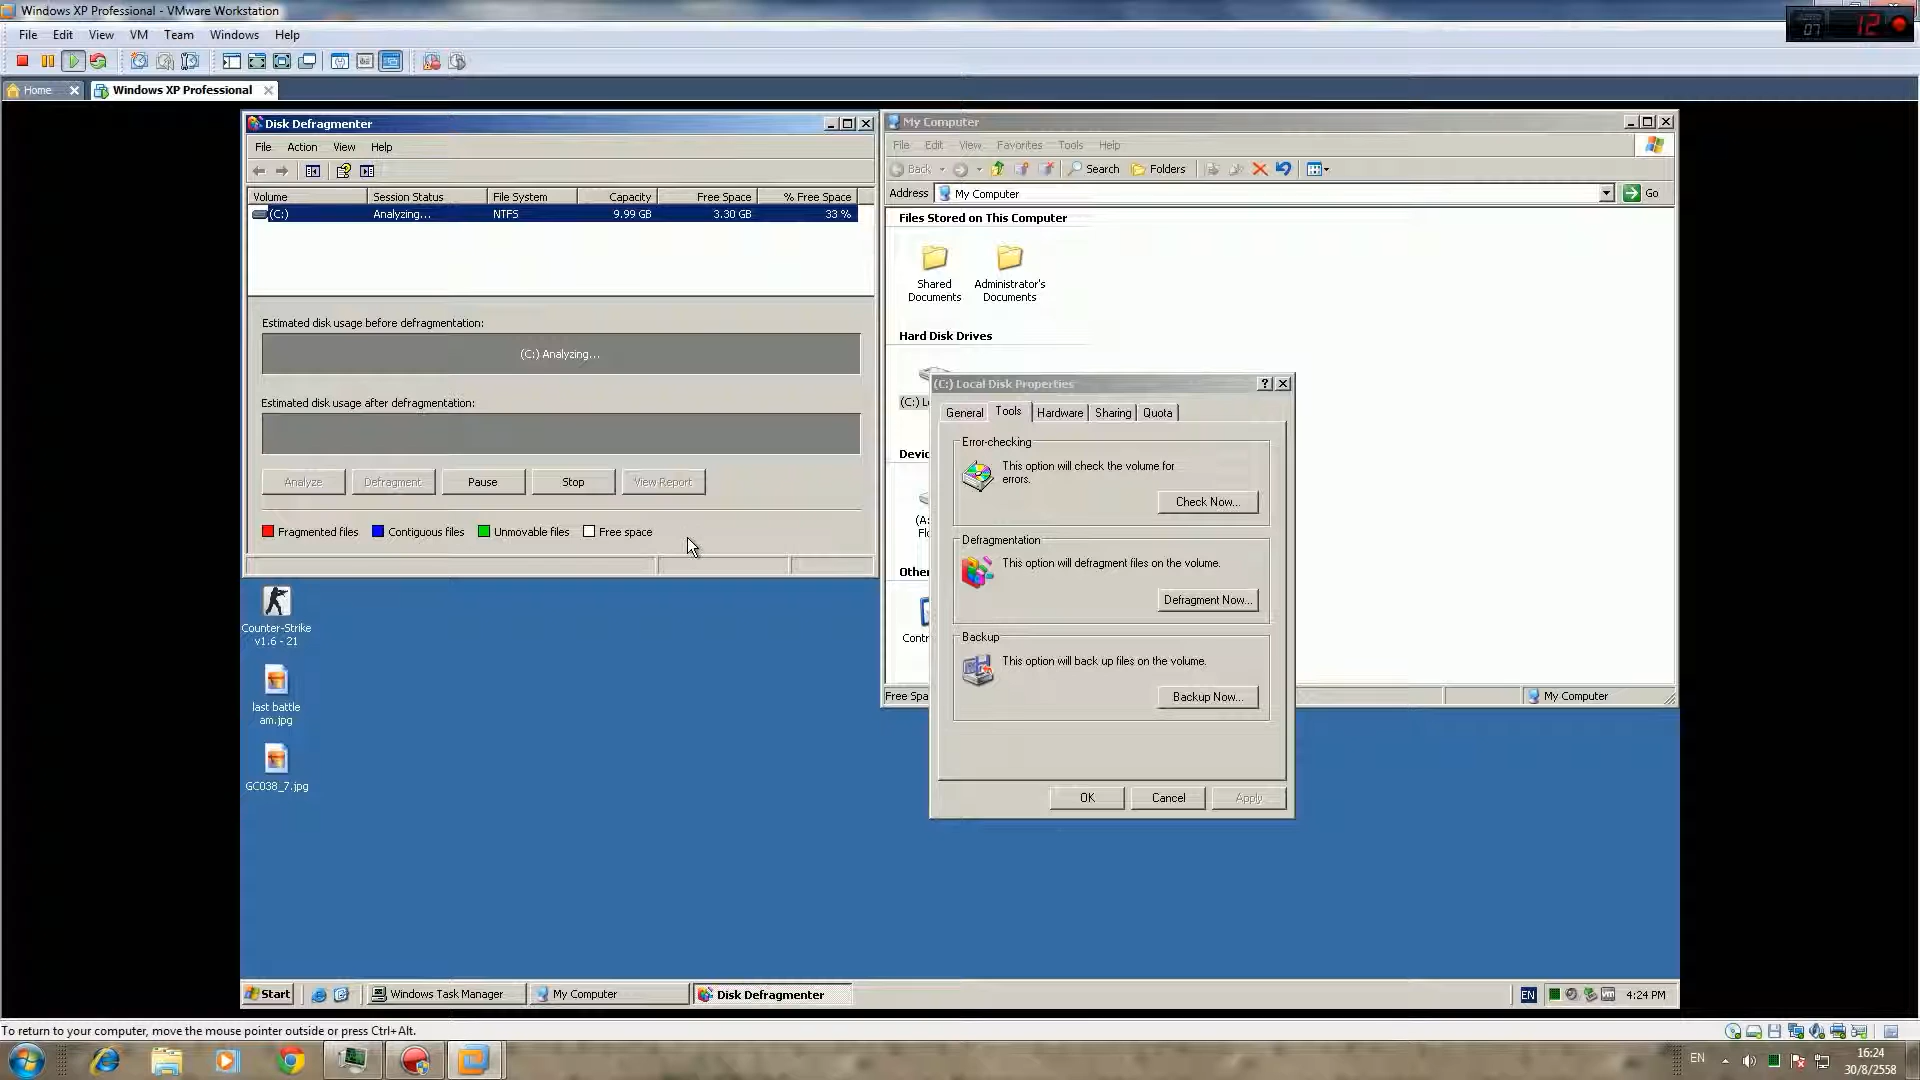 Windows XP Professional - VMware Workstation
File Edit View VM Team Windows Help
07 12
Home
Windows XP Professional
Disk Defragmenter
File Action View Help
Volume Session Status File System Capacity Free Space % Free Space
(C:) Analyzing... NTFS 9.99 GB 3.30 GB 33 %
Estimated disk usage before defragmentation:
(C:) Analyzing...
Estimated disk usage after defragmentation:
Analyze Defragment Pause Stop View Report
Fragmented files Contiguous files Unmovable files Free space
My Computer
File Edit View Favorites Tools Help
Back Search Folders
Address My Computer Go
Files Stored on This Computer
Shared Documents
Administrator's Documents
Hard Disk Drives
(C:) L
Devic
(A:
Fl
Other
Contr
Free Spa
My Computer
(C:) Local Disk Properties
General Tools Hardware Sharing Quota
Error-checking
This option will check the volume for
errors.
Check Now...
Defragmentation
This option will defragment files on the volume.
Defragment Now...
Backup
This option will back up files on the volume.
Backup Now...
OK Cancel Apply
Counter-Strike
v1.6 - 21
last battle
am.jpg
GC038_7.jpg
Start Windows Task Manager My Computer Disk Defragmenter EN 4:24 PM
To return to your computer, move the mouse pointer outside or press Ctrl+Alt.
EN 16:24
30/8/2558